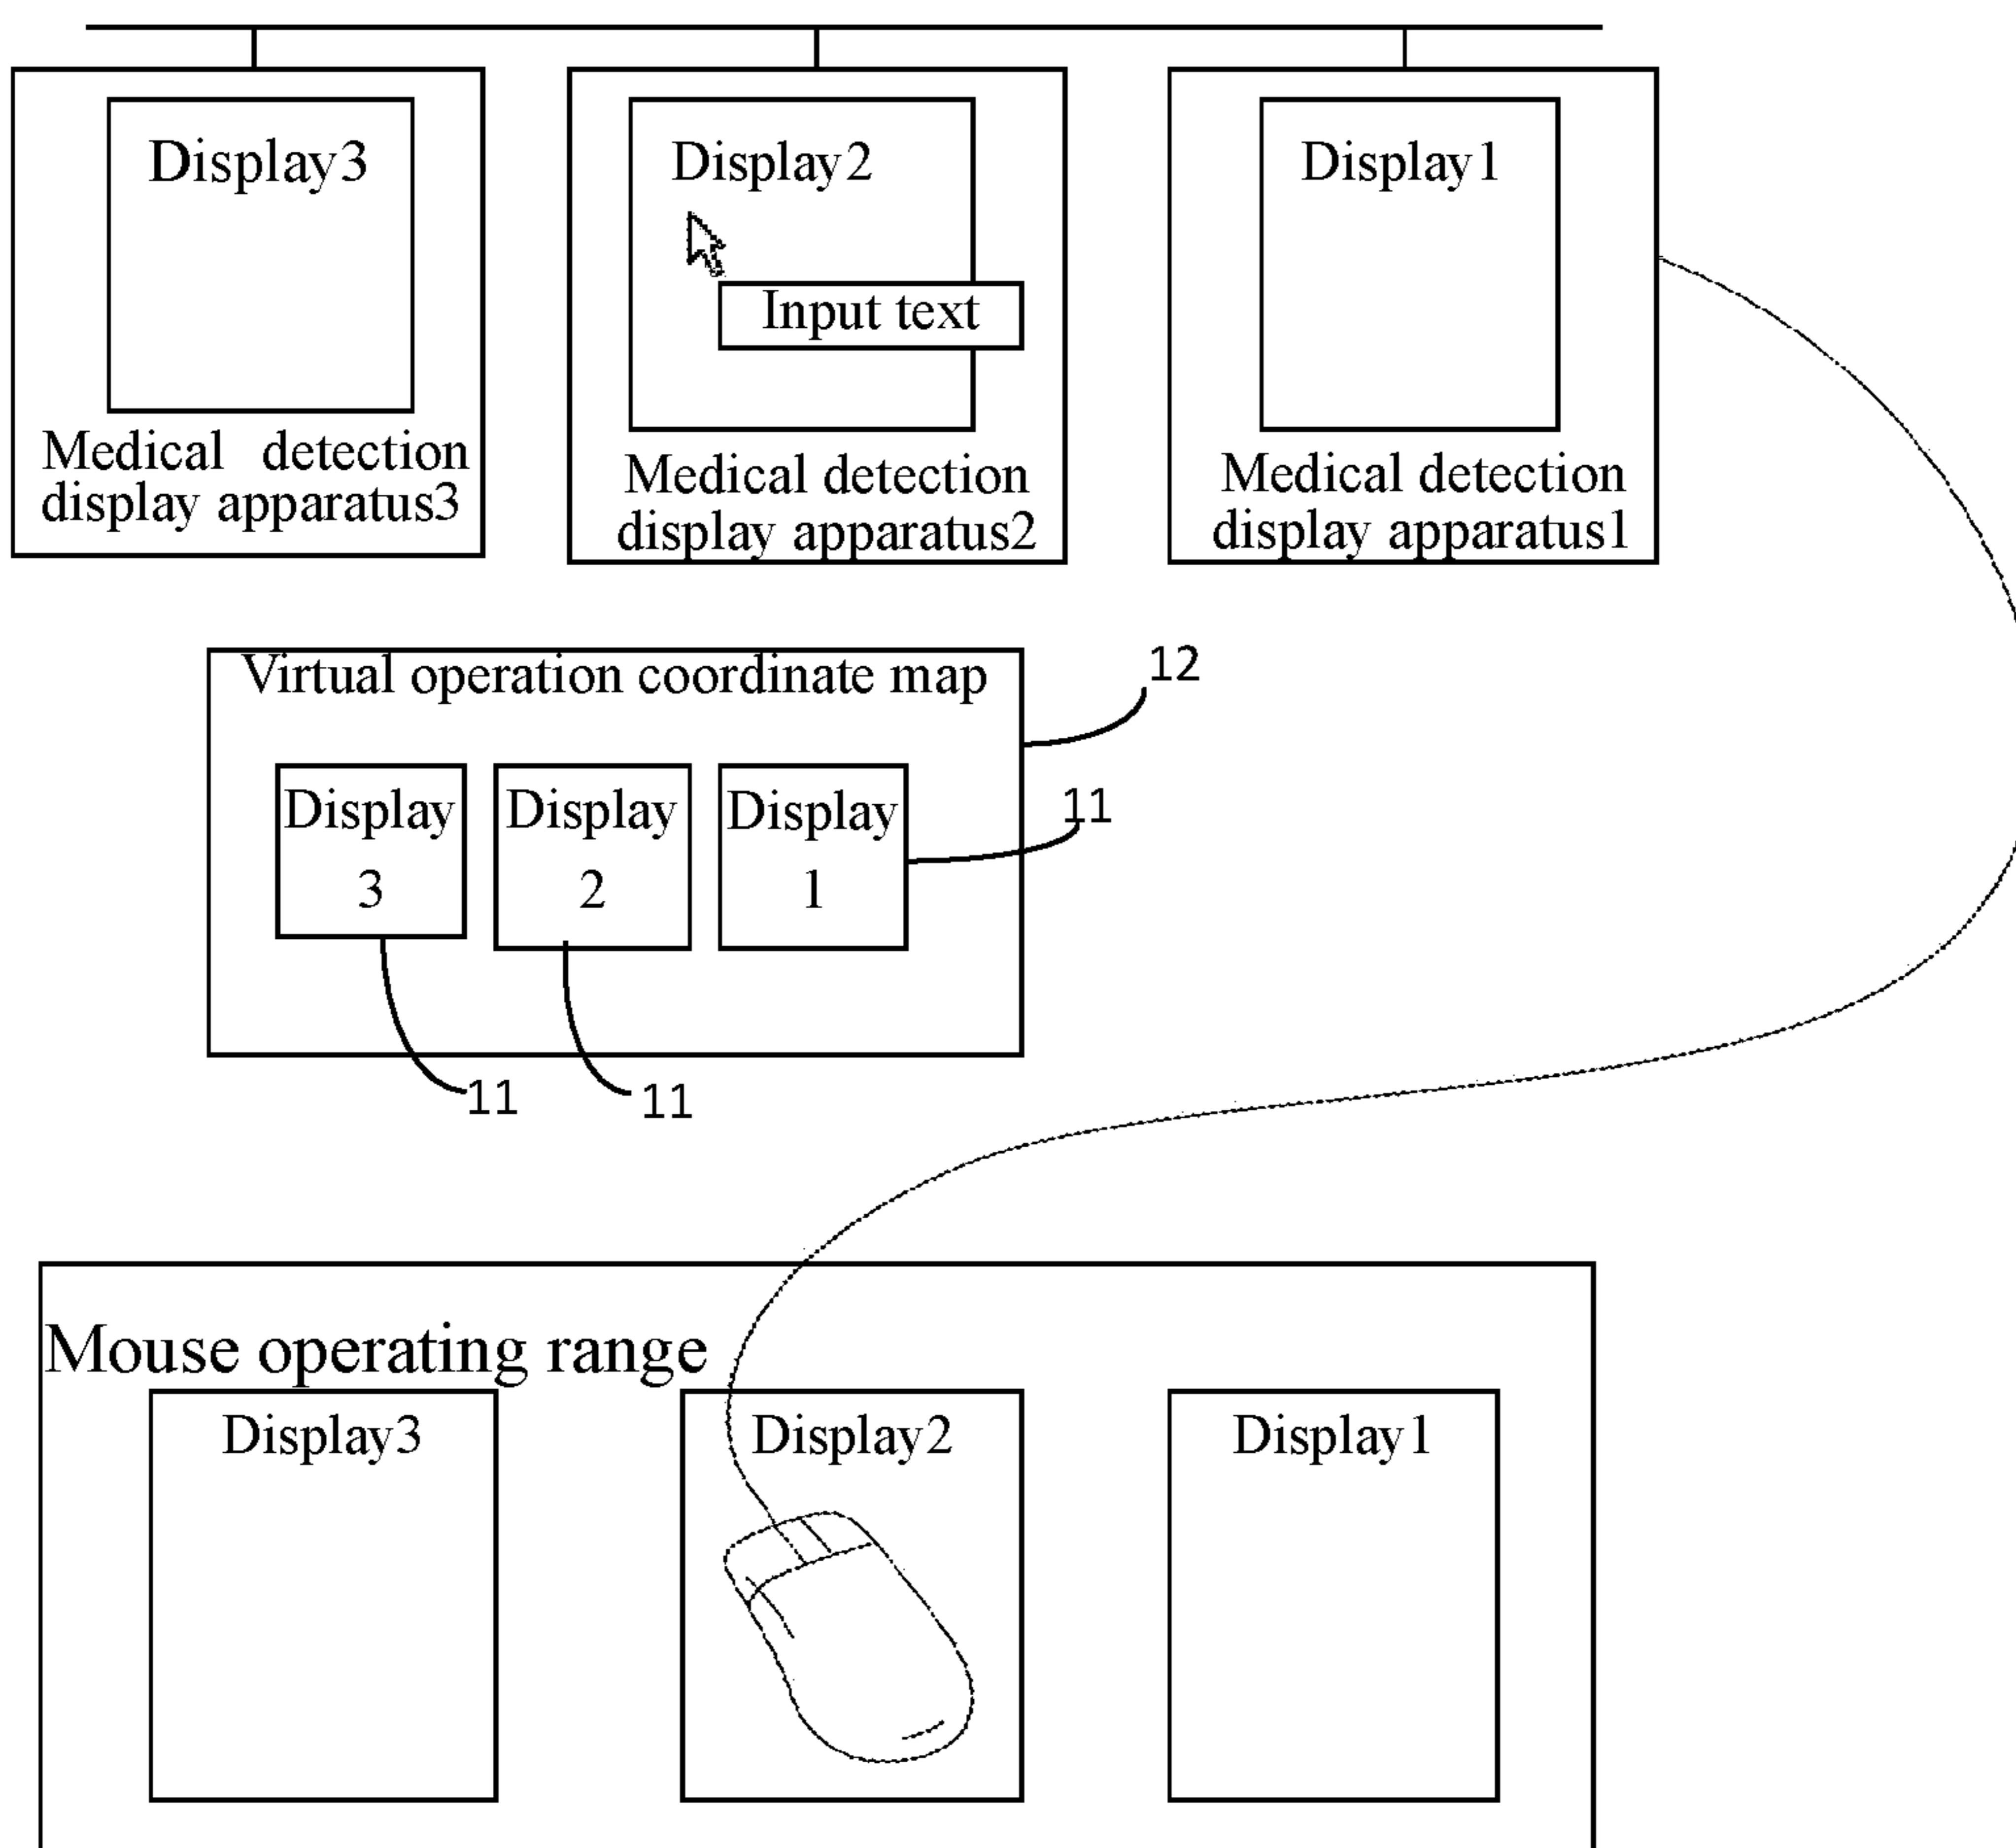 Display3
Display2
Display1
Input text
Medical detection
display apparatus3
Medical detection
display apparatus2
Medical detection
display apparatus1
Virtual operation coordinate map
12
Display
3
Display
2
Display
1
11
11
11
Mouse operating range
Display3
Display2
Display1